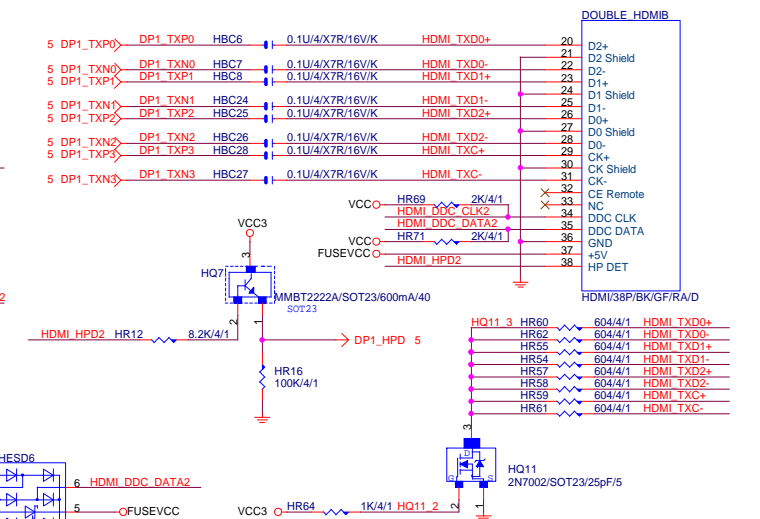 DOUBLE_HDMIB
5 DP1_TXP0 DP1_TXP0 HBC6 0.1U/4/X7R/16V/K HDMI_TXD0+ 20 D2+
21 D2 Shield
5 DP1_TXN0 DP1_TXN0 HBC7 0.1U/4/X7R/16V/K HDMI_TXD0- 22 D2-
5 DP1_TXP1 DP1_TXP1 HBC8 0.1U/4/X7R/16V/K HDMI_TXD1+ 23 D1+
24 D1 Shield
5 DP1_TXN1 DP1_TXN1 HBC24 0.1U/4/X7R/16V/K HDMI_TXD1- 25 D1-
5 DP1_TXP2 DP1_TXP2 HBC25 0.1U/4/X7R/16V/K HDMI_TXD2+ 26 D0+
27 D0 Shield
5 DP1_TXN2 DP1_TXN2 HBC26 0.1U/4/X7R/16V/K HDMI_TXD2- 28 D0-
5 DP1_TXP3 DP1_TXP3 HBC28 0.1U/4/X7R/16V/K HDMI_TXC+ 29 CK+
30 CK Shield
5 DP1_TXN3 DP1_TXN3 HBC27 0.1U/4/X7R/16V/K HDMI_TXC- 31 CK-
32 CE Remote
VCC HR69 2K/4/1 33 NC
HDMI_DDC_CLK2 34 DDC CLK
HDMI_DDC_DATA2 35 DDC DATA
VCC HR71 2K/4/1 36 GND
FUSEVCC 37 +5V
HDMI_HPD2 38 HP DET
HDMI/38P/BK/GF/RA/D
VCC3
3
HQ7
MMBT2222A/SOT23/600mA/40
SOT23
2
1
2
HDMI_HPD2 HR12 8.2K/4/1 DP1_HPD 5
HR16
100K/4/1
HQ11_3 HR60 604/4/1 HDMI_TXD0+
HR62 604/4/1 HDMI_TXD0-
HR55 604/4/1 HDMI_TXD1+
HR54 604/4/1 HDMI_TXD1-
HR57 604/4/1 HDMI_TXD2+
HR58 604/4/1 HDMI_TXD2-
HR59 604/4/1 HDMI_TXC+
HR61 604/4/1 HDMI_TXC-
3
D
G
S
HQ11
2N7002/SOT23/25pF/5
2
1
VCC3 HR64 1K/4/1 HQ11_2
HESD6
6 HDMI_DDC_DATA2
5 FUSEVCC